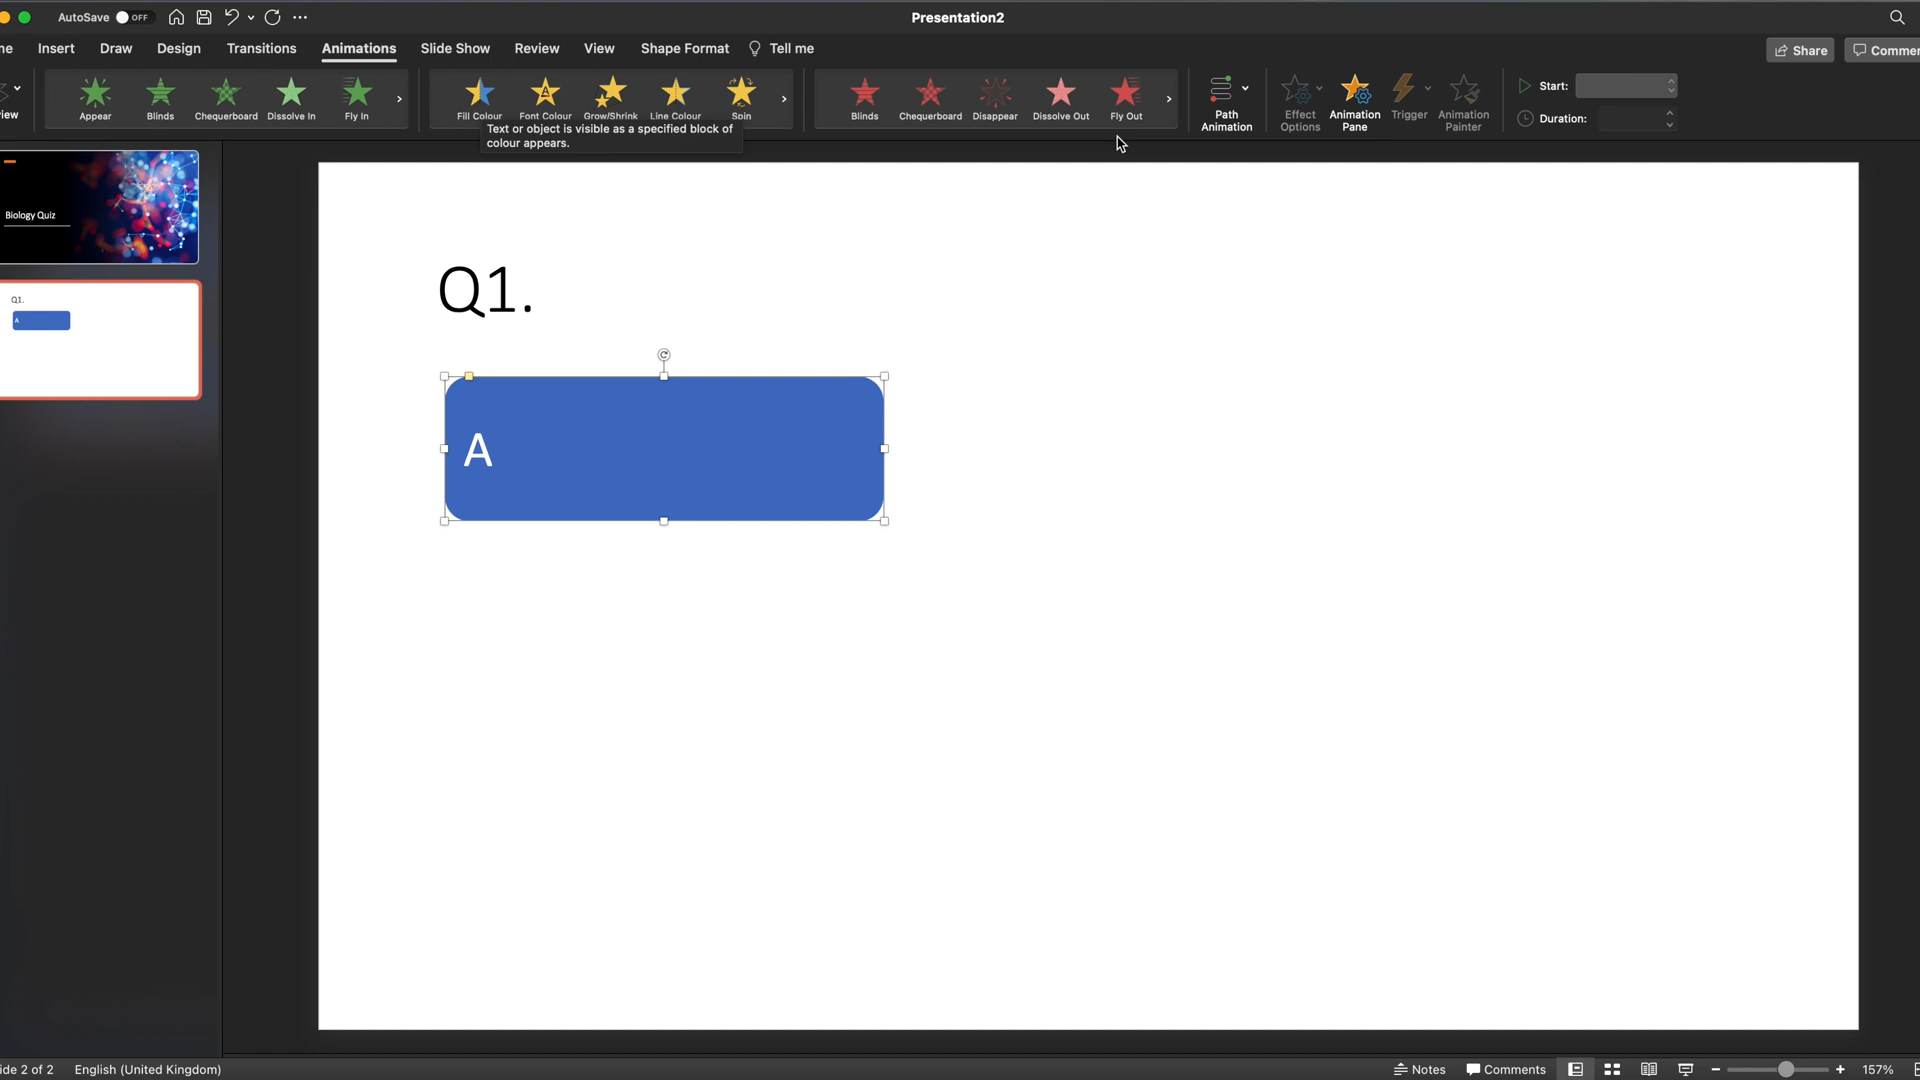 AutoSave OFF
Presentation2
me Insert Draw Design Transitions Animations Slide Show Review View Shape Format Tell me
Share Commen
iew
Appear Blinds Chequerboard Dissolve In Fly In
Fill Colour Font Colour Grow/Shrink Line Colour Spin
Blinds Chequerboard Disappear Dissolve Out Fly Out
Path Animation
Effect Options
Animation Pane
Trigger
Animation Painter
Start:
Duration:
Text or object is visible as a specified block of
colour appears.
Biology Quiz
Q1.
A
Q1.
A
ide 2 of 2 English (United Kingdom)
Notes Comments 157%